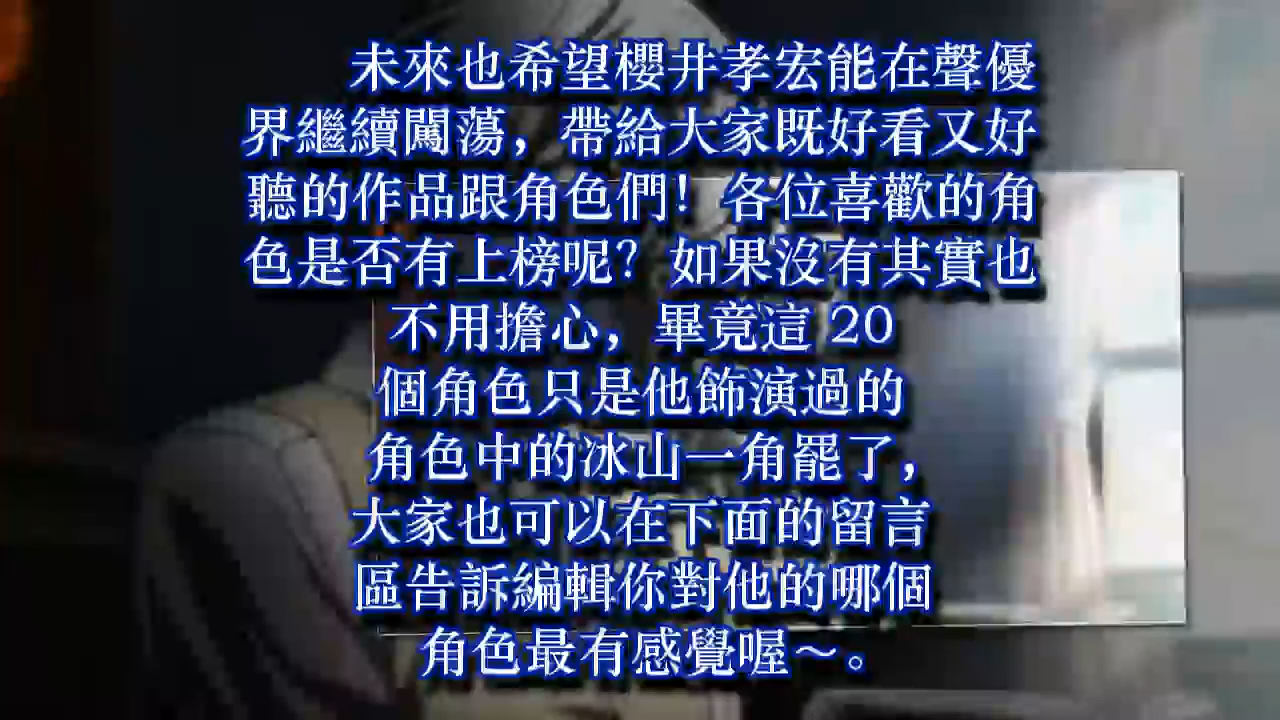 未來也希望櫻井孝宏能在聲優
界繼續闖蕩，帶給大家既好看又好
聽的作品跟角色們！各位喜歡的角
色是否有上榜呢？如果沒有其實也
不用擔心，畢竟這 20
個角色只是他飾演過的
角色中的冰山一角罷了，
大家也可以在下面的留言
區告訴編輯你對他的哪個
角色最有感覺喔～。